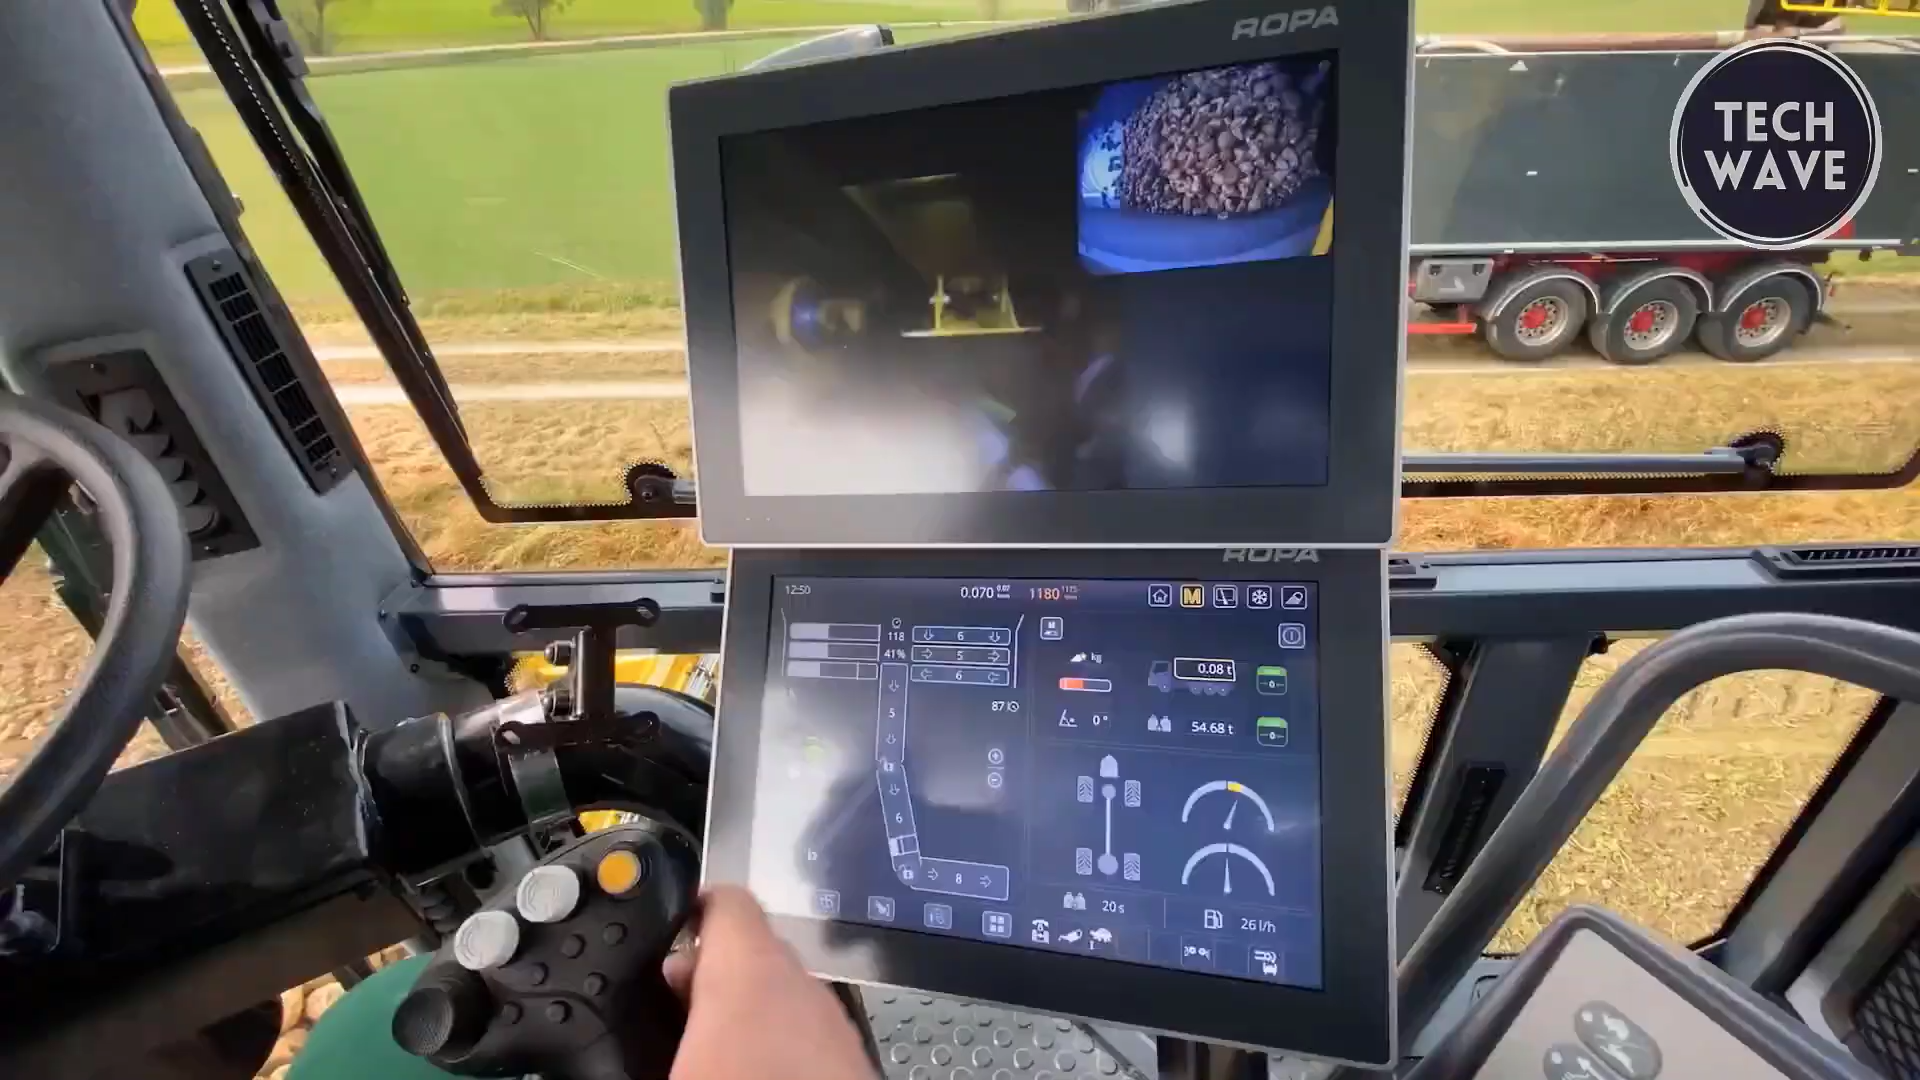 ROPA
TECH
WAVE
ROPA
12:50
0.070
1180
M
118
6
41%
5
6
kg
0.08 t
87
5
0°
54.68 t
6
8
20 s
26 l/h